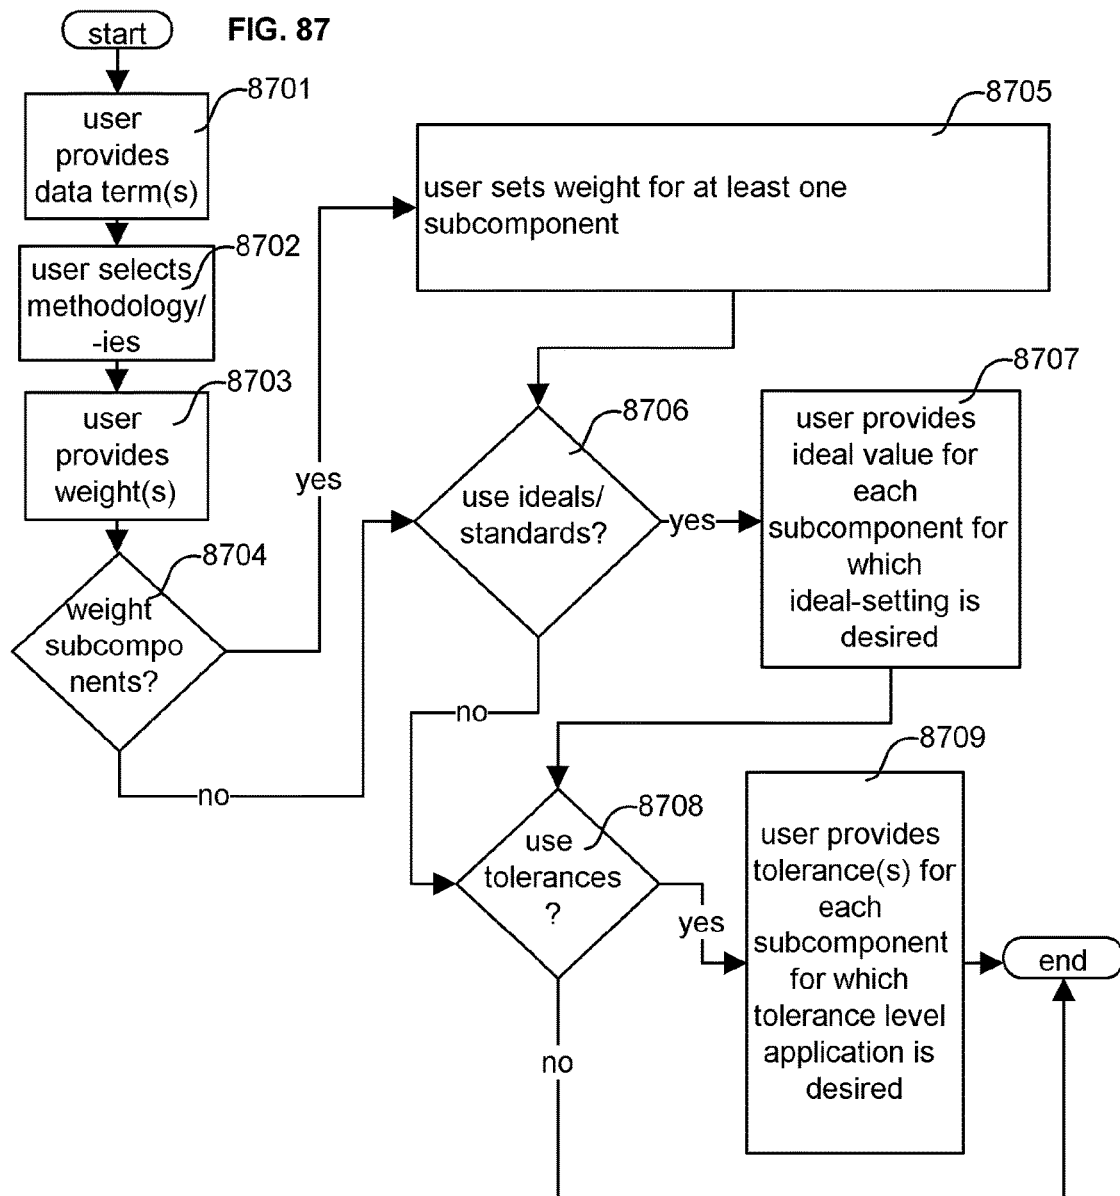 start
FIG. 87
8701
user
provides
data term(s)
8702
user selects
methodology/
-ies
8703
user
provides
weight(s)
8704
weight
subcompo
nents?
yes
no
8705
user sets weight for at least one
subcomponent
8706
use ideals/
standards?
yes
no
8707
user provides
ideal value for
each
subcomponent for
which
ideal-setting is
desired
8708
use
tolerances
?
yes
no
8709
user provides
tolerance(s) for
each
subcomponent
for which
tolerance level
application is
desired
end